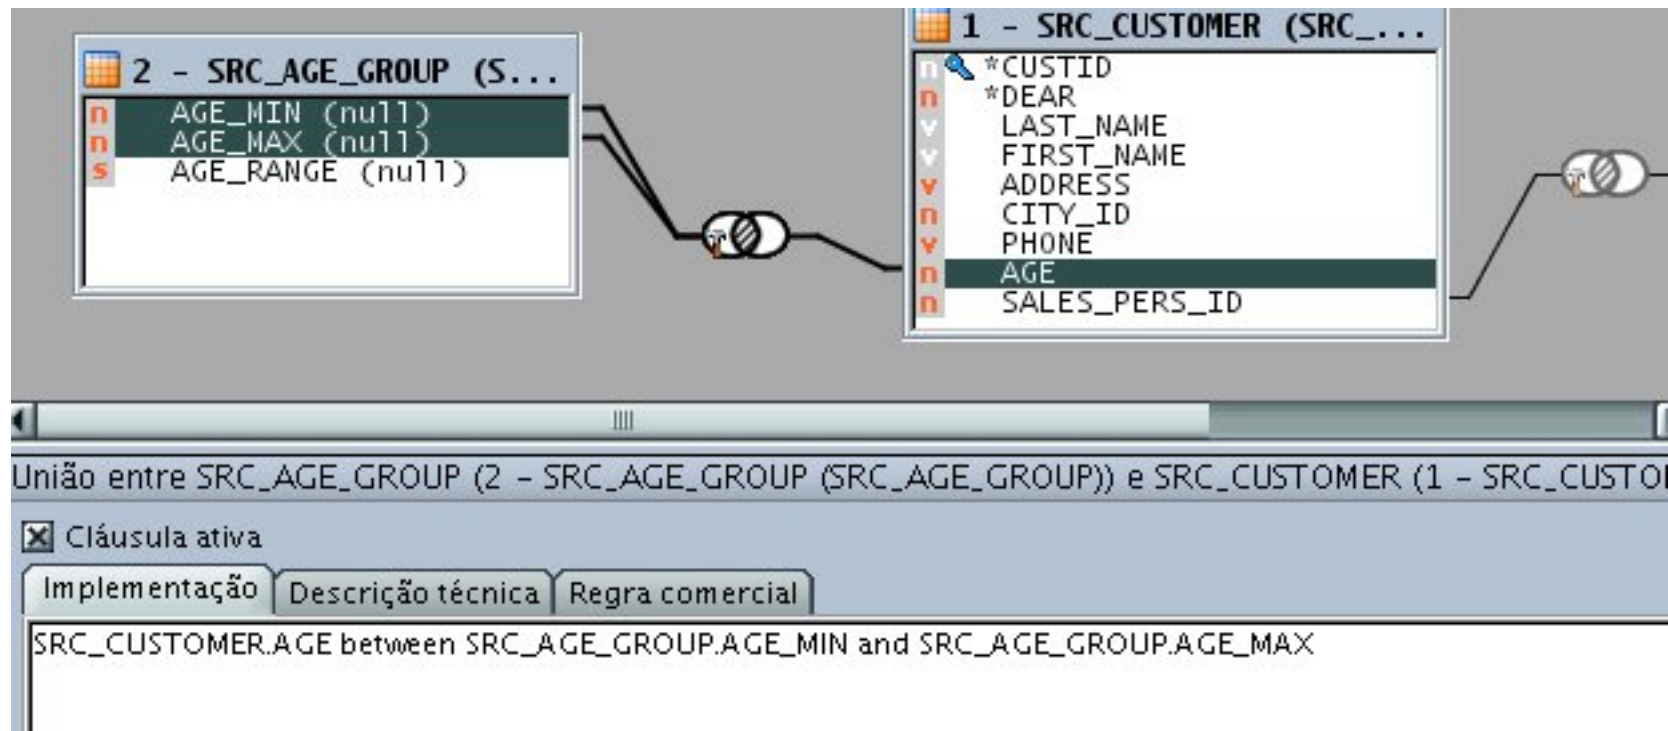 2 - SRC_AGE_GROUP (S...
n AGE_MIN (null)
n AGE_MAX (null)
s AGE_RANGE (null)
1 - SRC_CUSTOMER (SRC_...
n *CUSTID
n *DEAR
v LAST_NAME
v FIRST_NAME
v ADDRESS
n CITY_ID
v PHONE
n AGE
n SALES_PERS_ID
União entre SRC_AGE_GROUP (2 - SRC_AGE_GROUP (SRC_AGE_GROUP)) e SRC_CUSTOMER (1 - SRC_CUSTO
Cláusula ativa
Implementação Descrição técnica Regra comercial
SRC_CUSTOMER.AGE between SRC_AGE_GROUP.AGE_MIN and SRC_AGE_GROUP.AGE_MAX